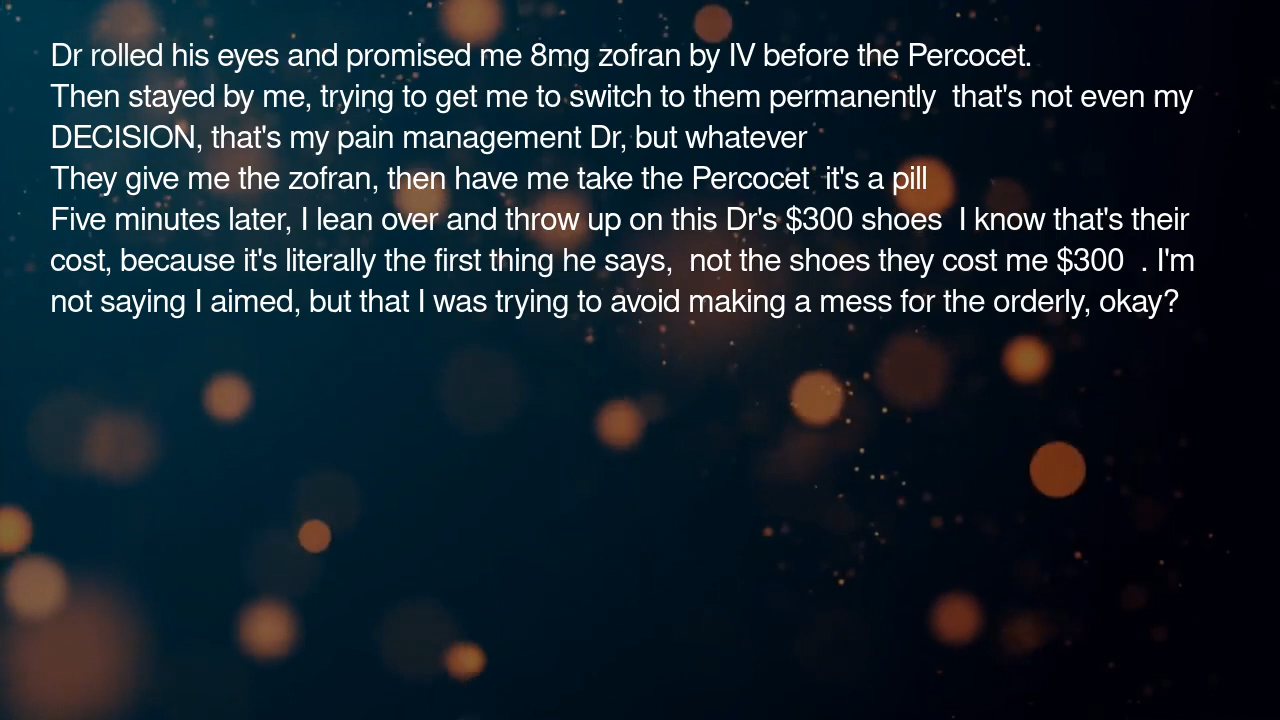 Dr rolled his eyes and promised me 8mg zofran by IV before the Percocet.
Then stayed by me, trying to get me to switch to them permanently  that's not even my
DECISION, that's my pain management Dr, but whatever
They give me the zofran, then have me take the Percocet  it's a pill
Five minutes later, I lean over and throw up on this Dr's $300 shoes  I know that's their
cost, because it's literally the first thing he says,  not the shoes they cost me $300  . I'm
not saying I aimed, but that I was trying to avoid making a mess for the orderly, okay?